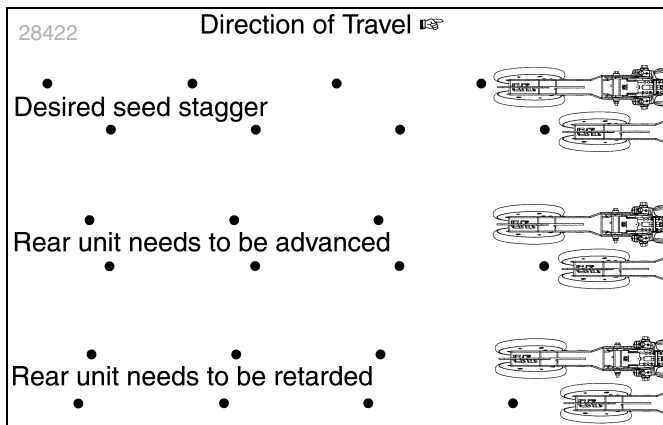 28422
Direction of Travel ☞
Desired seed stagger
Rear unit needs to be advanced
Rear unit needs to be retarded